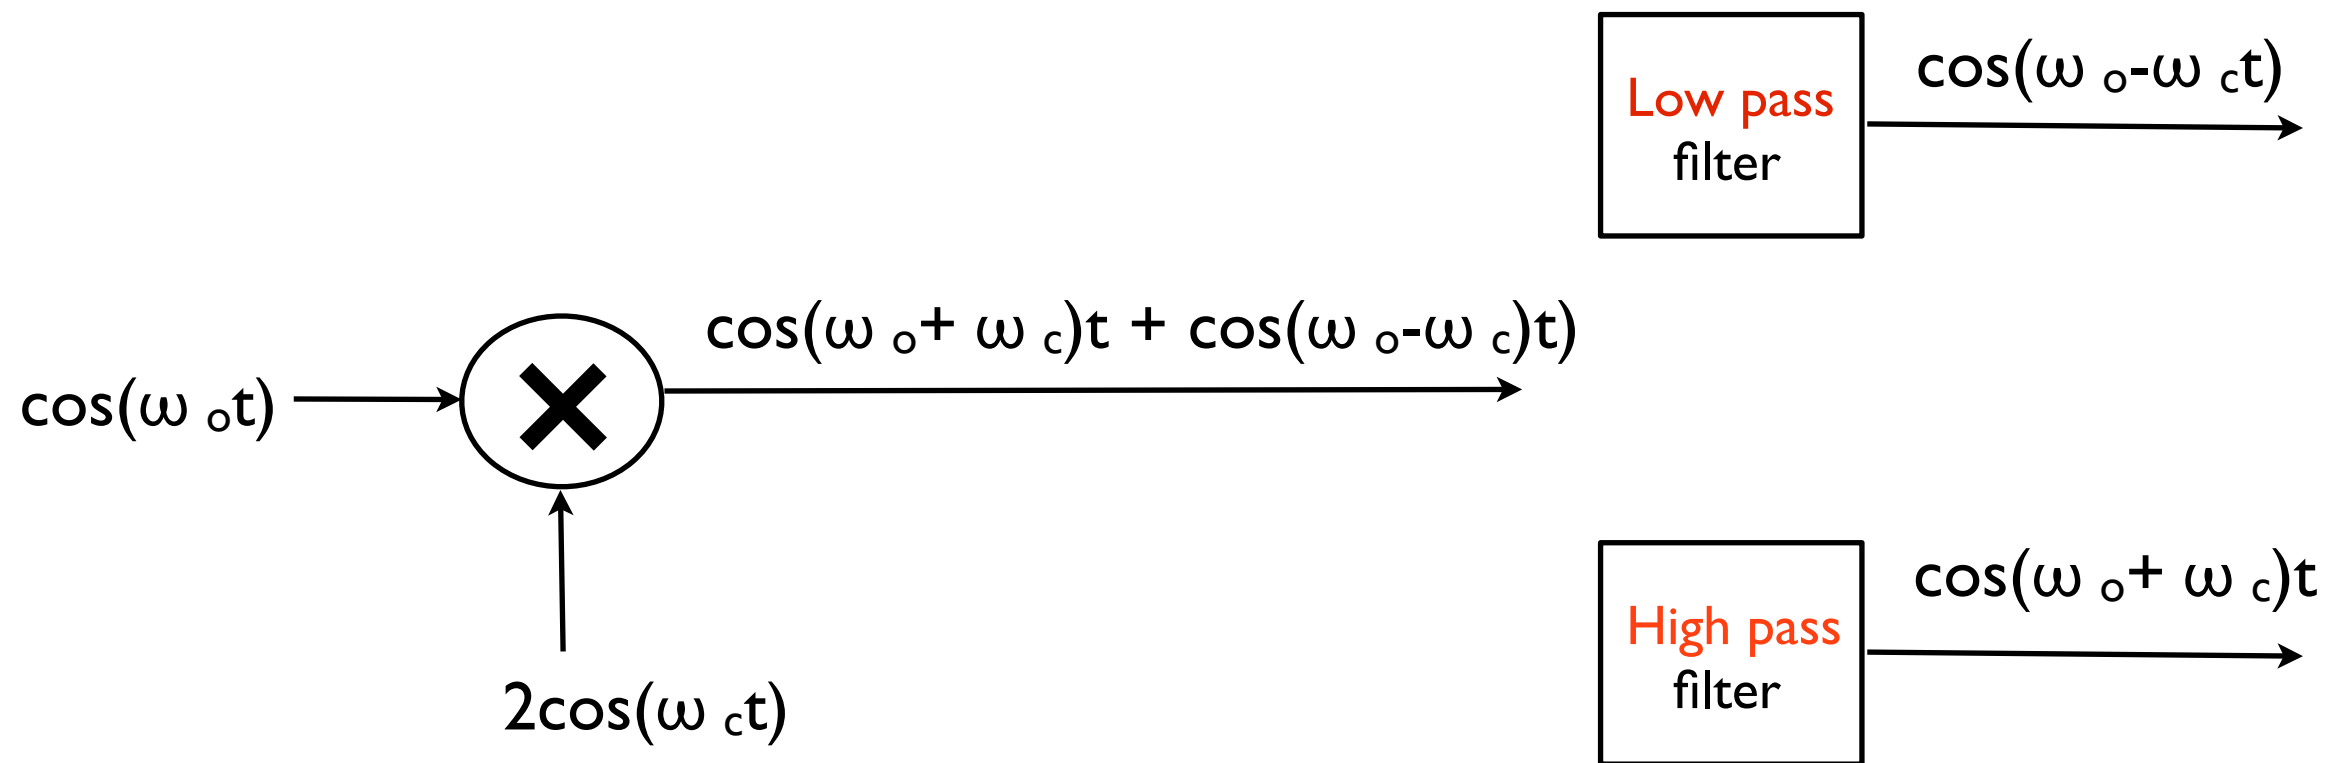 Low pass
filter
cos(ω o-ω ct)
cos(ω o+ ω c)t + cos(ω o-ω c)t)
cos(ω ot)
2cos(ω ct)
High pass
filter
cos(ω o+ ω c)t